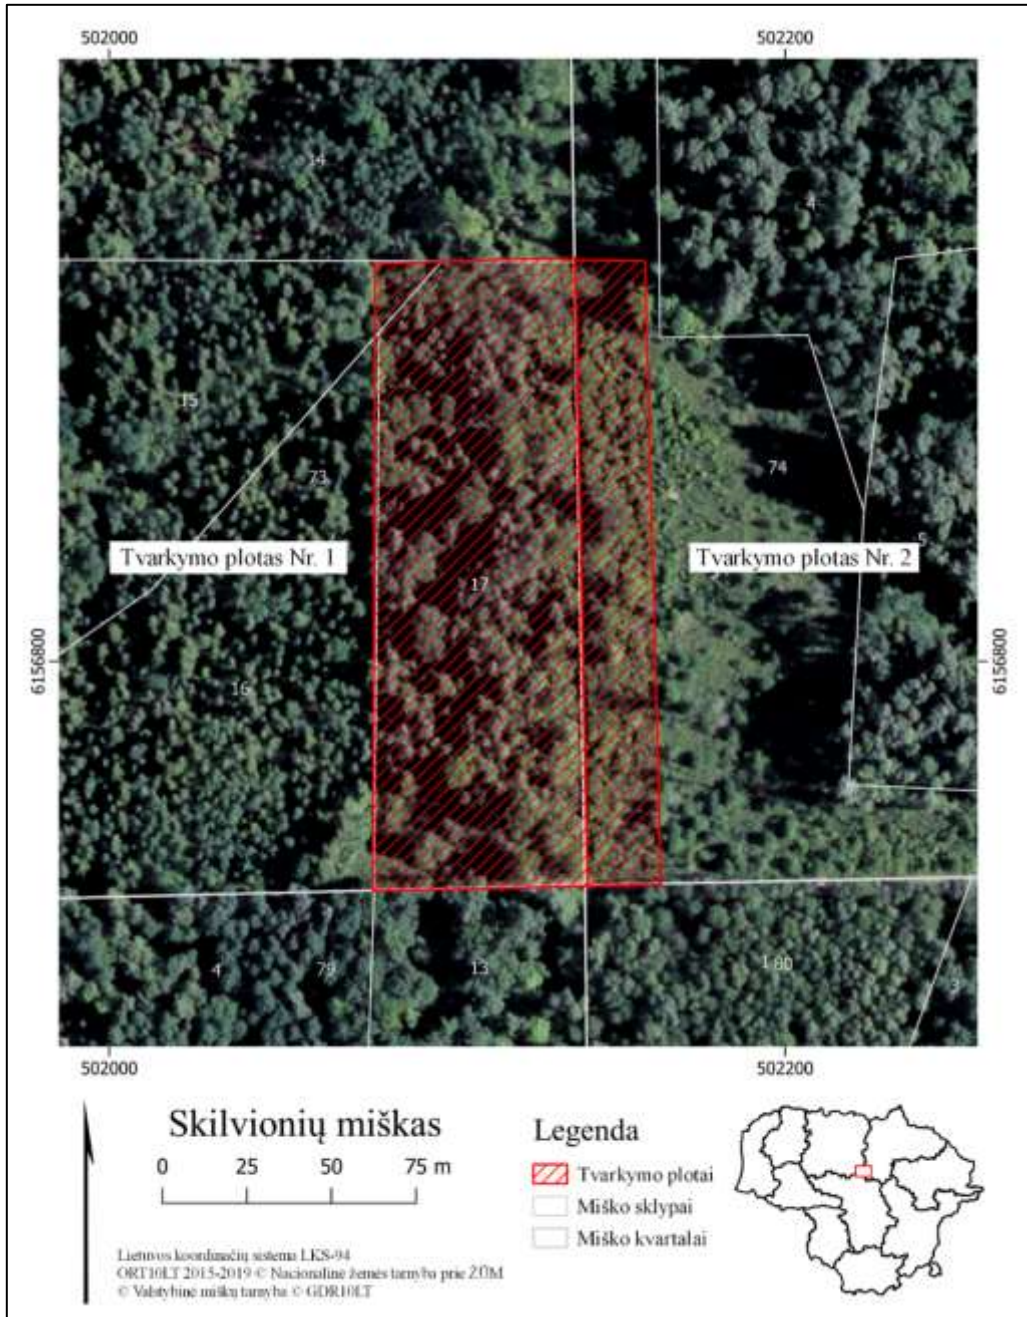 502000
502200
14
4
15
73
74
5
Tvarkymo plotas Nr. 1
Tvarkymo plotas Nr. 2
17
6156800
6156800
16
4
79
13
1
80
3
502000
502200
Skilvionių miškas
0 25 50 75 m
Legenda
Tvarkymo plotai
Miško sklypai
Miško kvartalai
Lietuvos koordinačių sistema LKS-94
ORT10LT 2015-2019 © Nacionalinė žemės tarnyba prie ŽŪM
© Valstybinė miškų tarnyba © GDR10LT